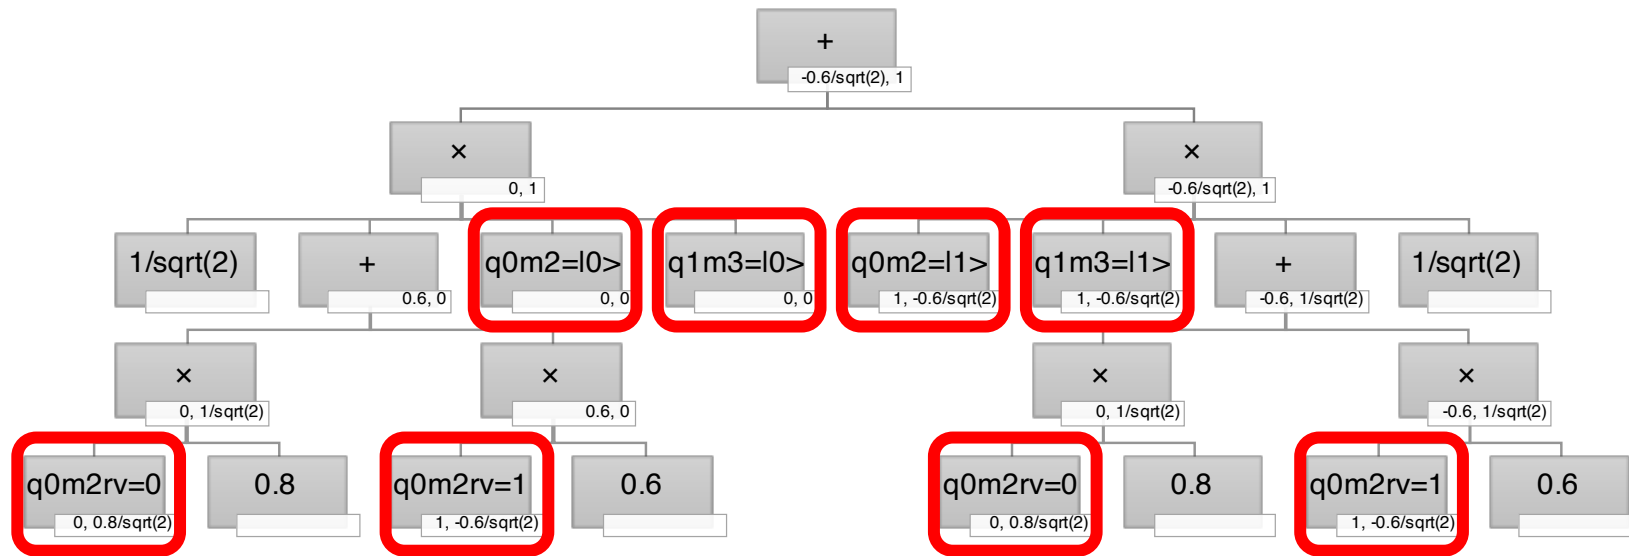 +
-0.6/sqrt(2), 1
×
0, 1
×
-0.6/sqrt(2), 1
1/sqrt(2)
+
0.6, 0
q0m2=l0>
0, 0
q1m3=l0>
0, 0
q0m2=l1>
1, -0.6/sqrt(2)
q1m3=l1>
1, -0.6/sqrt(2)
+
-0.6, 1/sqrt(2)
1/sqrt(2)
×
0, 1/sqrt(2)
×
0.6, 0
×
0, 1/sqrt(2)
×
-0.6, 1/sqrt(2)
q0m2rv=0
0, 0.8/sqrt(2)
0.8
q0m2rv=1
1, -0.6/sqrt(2)
0.6
q0m2rv=0
0, 0.8/sqrt(2)
0.8
q0m2rv=1
1, -0.6/sqrt(2)
0.6